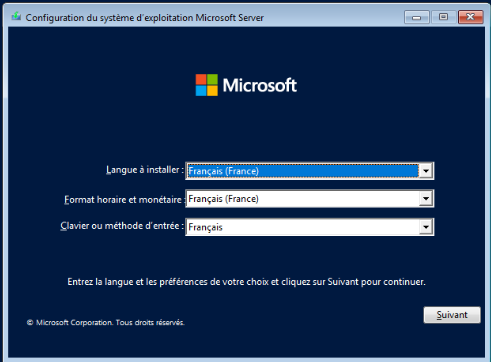 Configuration du système d'exploitation Microsoft Server
Microsoft
Langue à installer : Français (France)
Format horaire et monétaire : Français (France)
Clavier ou méthode d'entrée : Français
Entrez la langue et les préférences de votre choix et cliquez sur Suivant pour continuer.
Suivant
© Microsoft Corporation. Tous droits réservés.